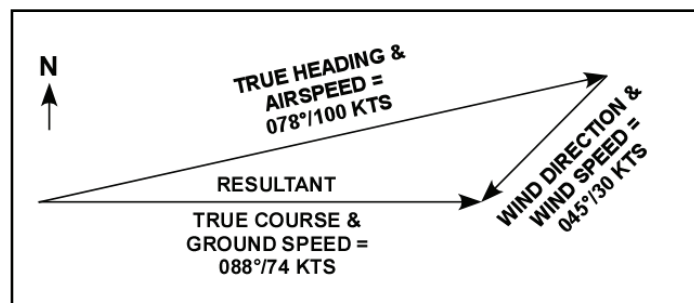 N
TRUE HEADING &
AIRSPEED =
078°/100 KTS
WIND DIRECTION &
WIND SPEED =
045°/30 KTS
RESULTANT
TRUE COURSE &
GROUND SPEED =
088°/74 KTS